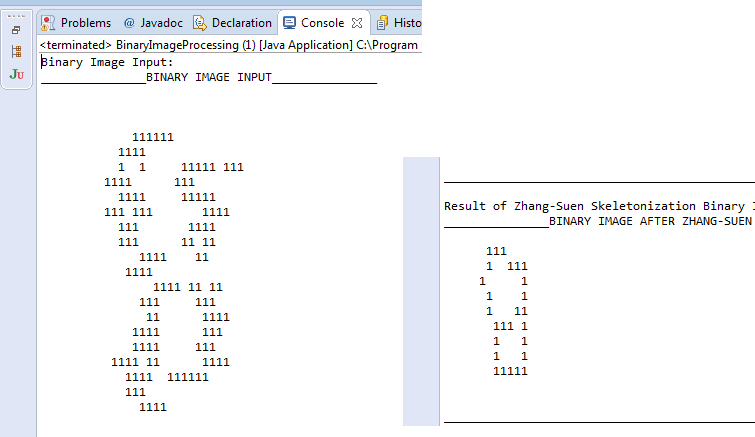 Problems @ Javadoc Declaration Console Histo
<terminated> BinaryImageProcessing (1) [Java Application] C:\Program
Ju
Binary Image Input:
_______________BINARY IMAGE INPUT_______________
111111
1111
1  1     11111 111
1111      111
1111     11111
111 111       1111
111       1111
111      11 11
1111    11
1111
1111 11 11
111     111
11      1111
1111     111
1111     111
1111 11      1111
1111  111111
111
1111
Result of Zhang-Suen Skeletonization Binary
_______________BINARY IMAGE AFTER ZHANG-SUEN
111
1  111
1     1
1    1
1   11
111 1
1   1
1   1
11111